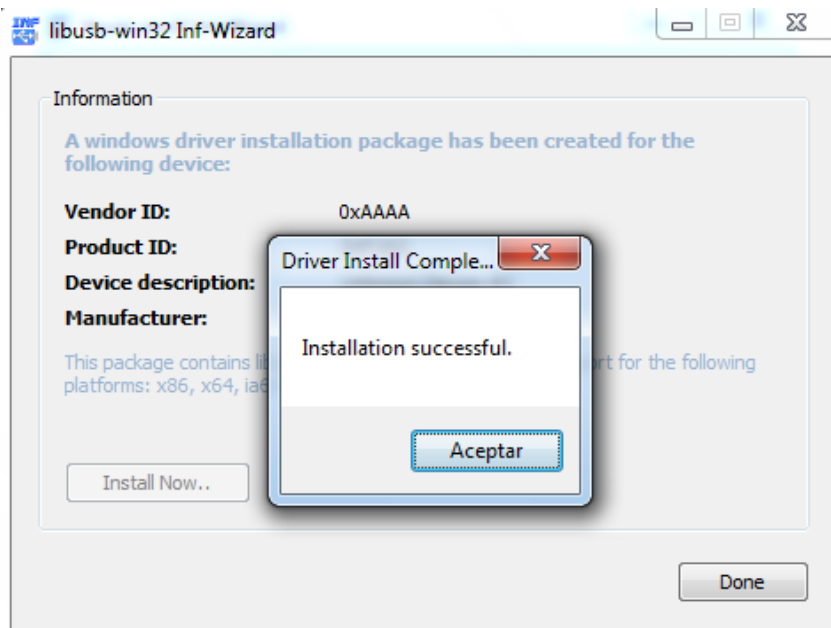 libusb-win32 Inf-Wizard
Information
A windows driver installation package has been created for the
following device:
Vendor ID: 0xAAAA
Product ID:
Device description:
Manufacturer:
This package contains rt for the following
platforms: x86, x64,
Install Now..
Driver Install Comple...
Installation successful.
Aceptar
Done